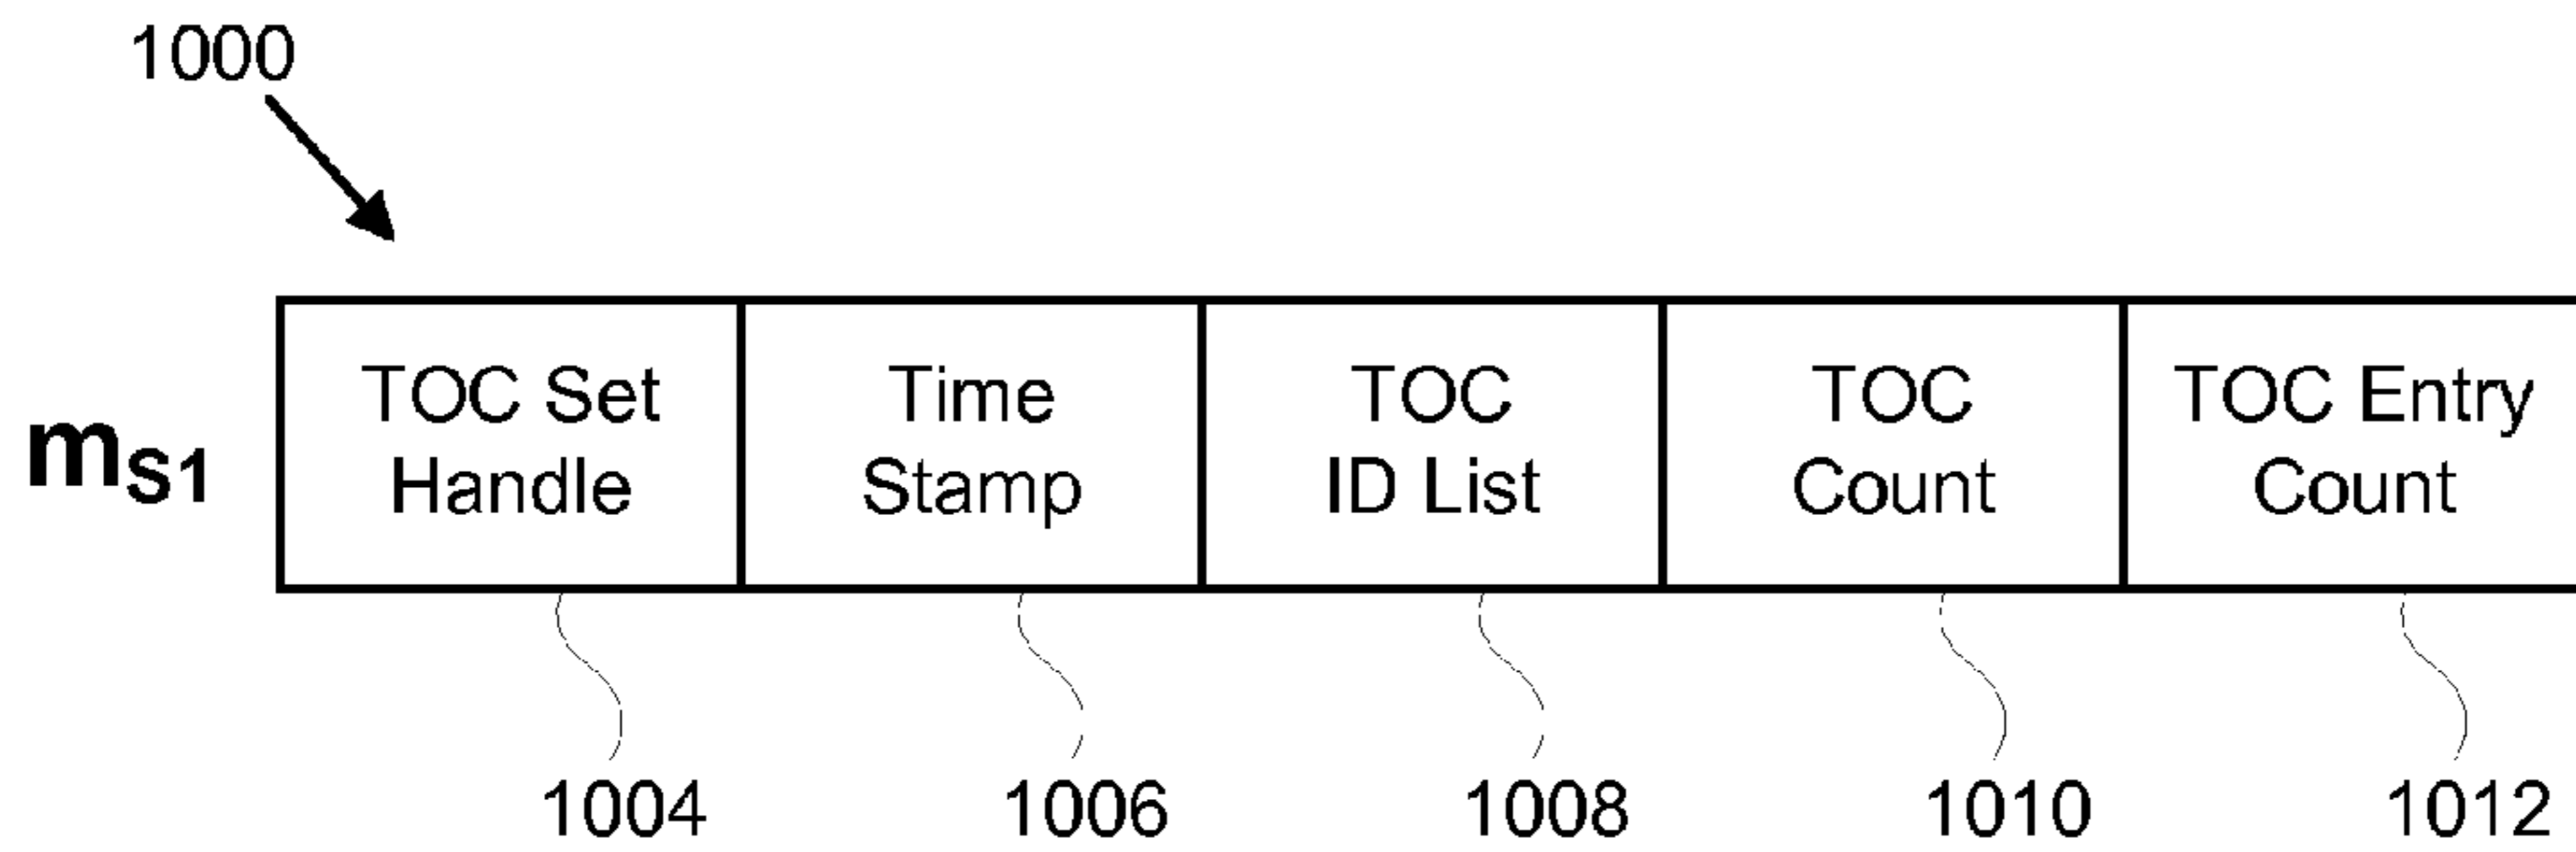 1000
mS1
TOC Set
Handle
Time
Stamp
TOC
ID List
TOC
Count
TOC Entry
Count
1004
1006
1008
1010
1012